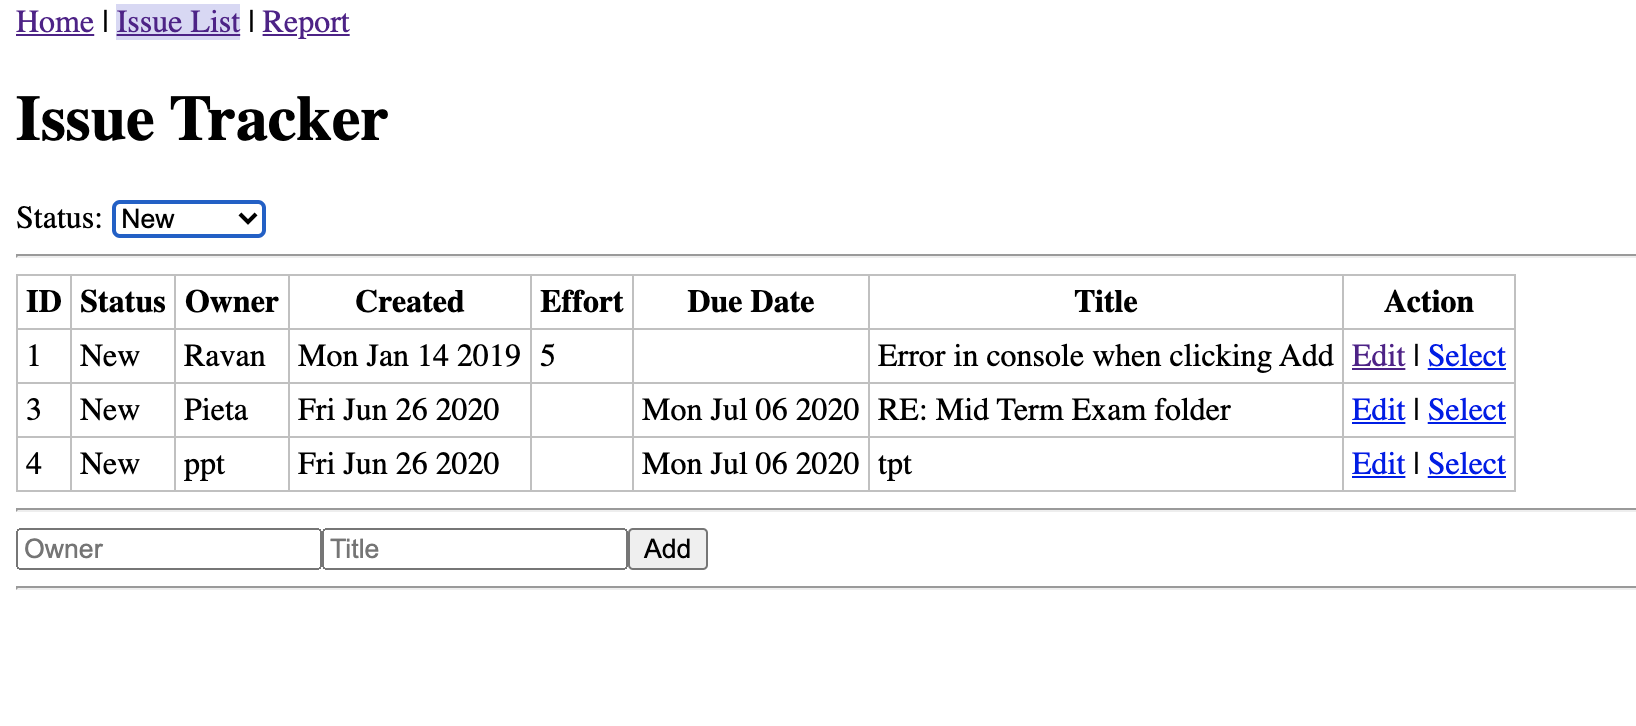 Home | Issue List | Report
Issue Tracker
Status: New
ID Status Owner Created Effort Due Date Title Action
1 New Ravan Mon Jan 14 2019 5 Error in console when clicking Add Edit | Select
3 New Pieta Fri Jun 26 2020 Mon Jul 06 2020 RE: Mid Term Exam folder Edit | Select
4 New ppt Fri Jun 26 2020 Mon Jul 06 2020 tpt Edit | Select
Owner Title Add